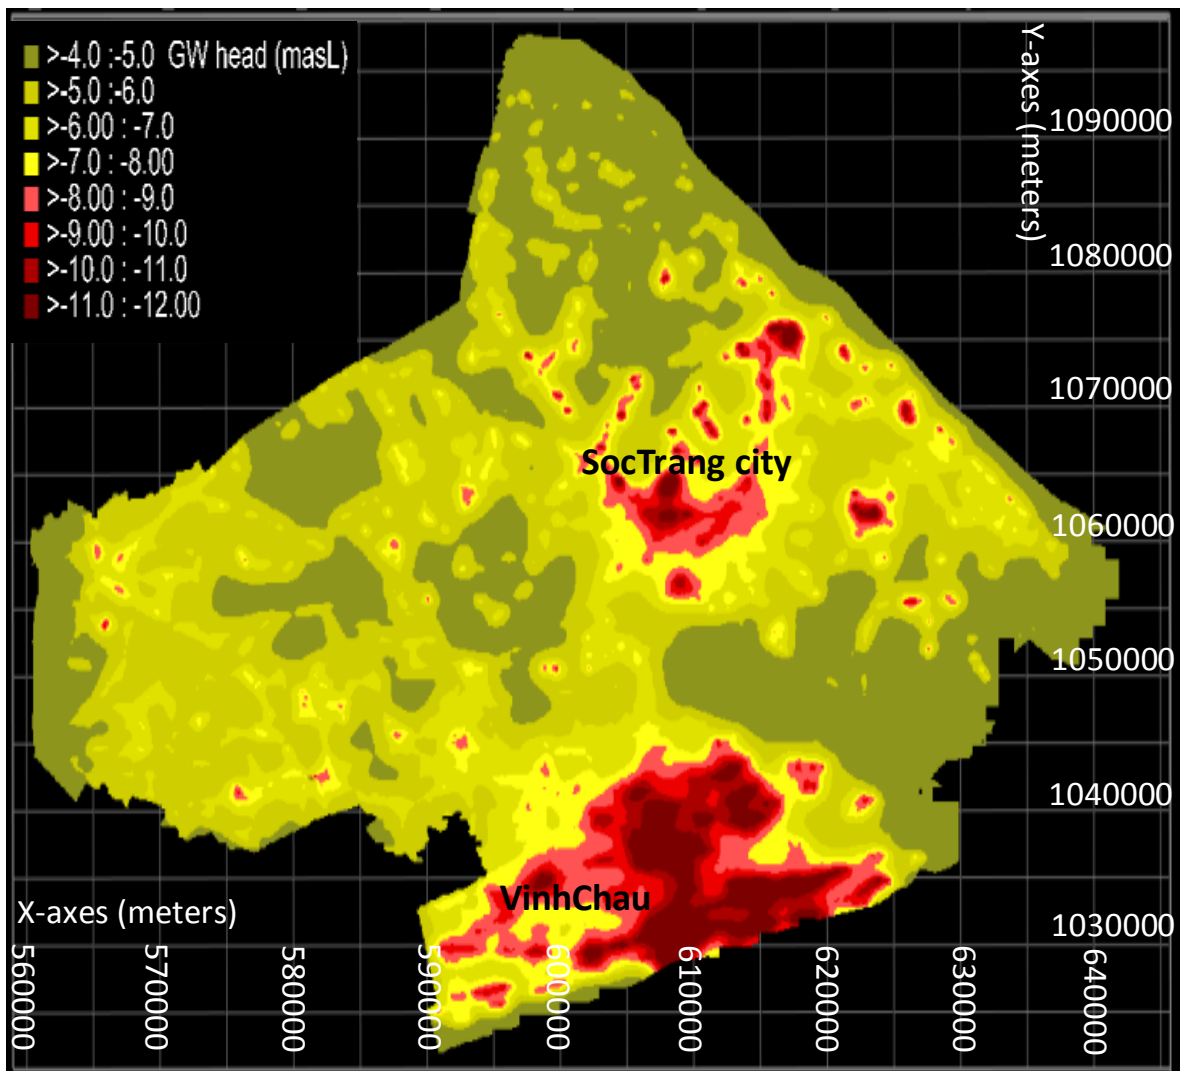 >-4.0 :-5.0 GW head (masL)
>-5.0 :-6.0
>-6.00 : -7.0
>-7.0 : -8.00
>-8.00 : -9.0
>-9.00 : -10.0
>-10.0 : -11.0
>-11.0 : -12.00
Y-axes (meters)
1090000
1080000
1070000
SocTrang city
1060000
1050000
1040000
VinhChau
X-axes (meters)
1030000
560000
570000
580000
590000
600000
610000
620000
630000
640000